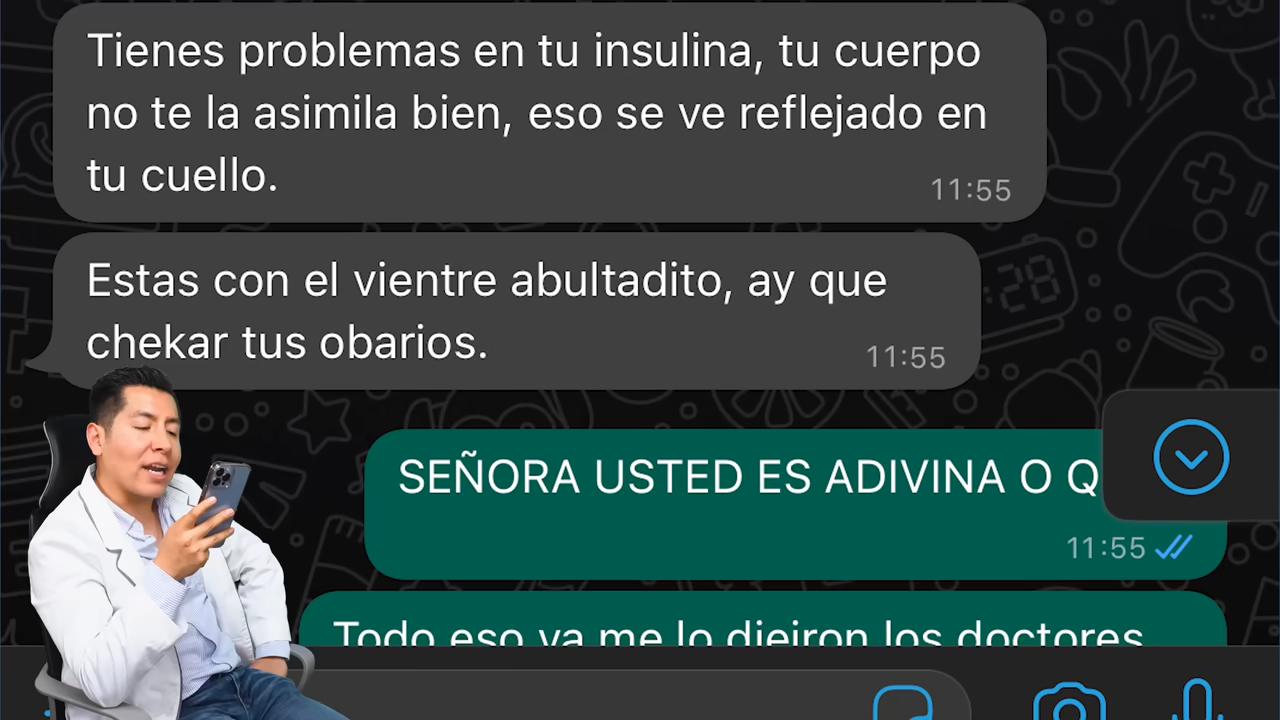 Tienes problemas en tu insulina, tu cuerpo
no te la asimila bien, eso se ve reflejado en
tu cuello.
11:55
Estas con el vientre abultadito, ay que
chekar tus obarios.
11:55
SEÑORA USTED ES ADIVINA O Q
11:55
Todo eso ya me lo dieiron los doctores